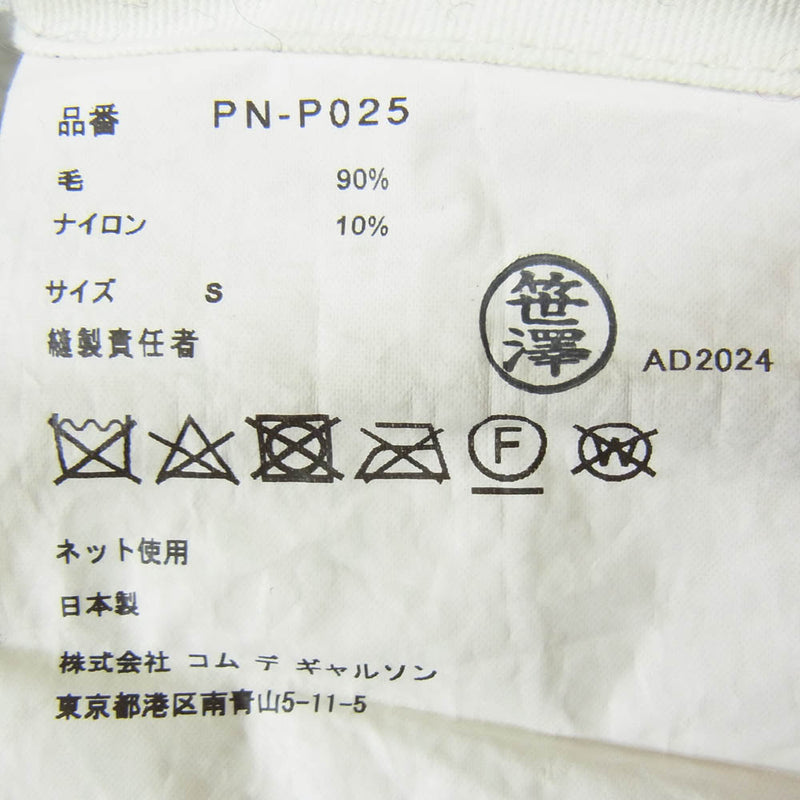 品番 PN-P025
毛 90%
ナイロン 10%
サイズ S
縫製責任者
笹澤
AD2024
F W
ネット使用
日本製
株式会社 コム デ ギャルソン
東京都港区南青山5-11-5